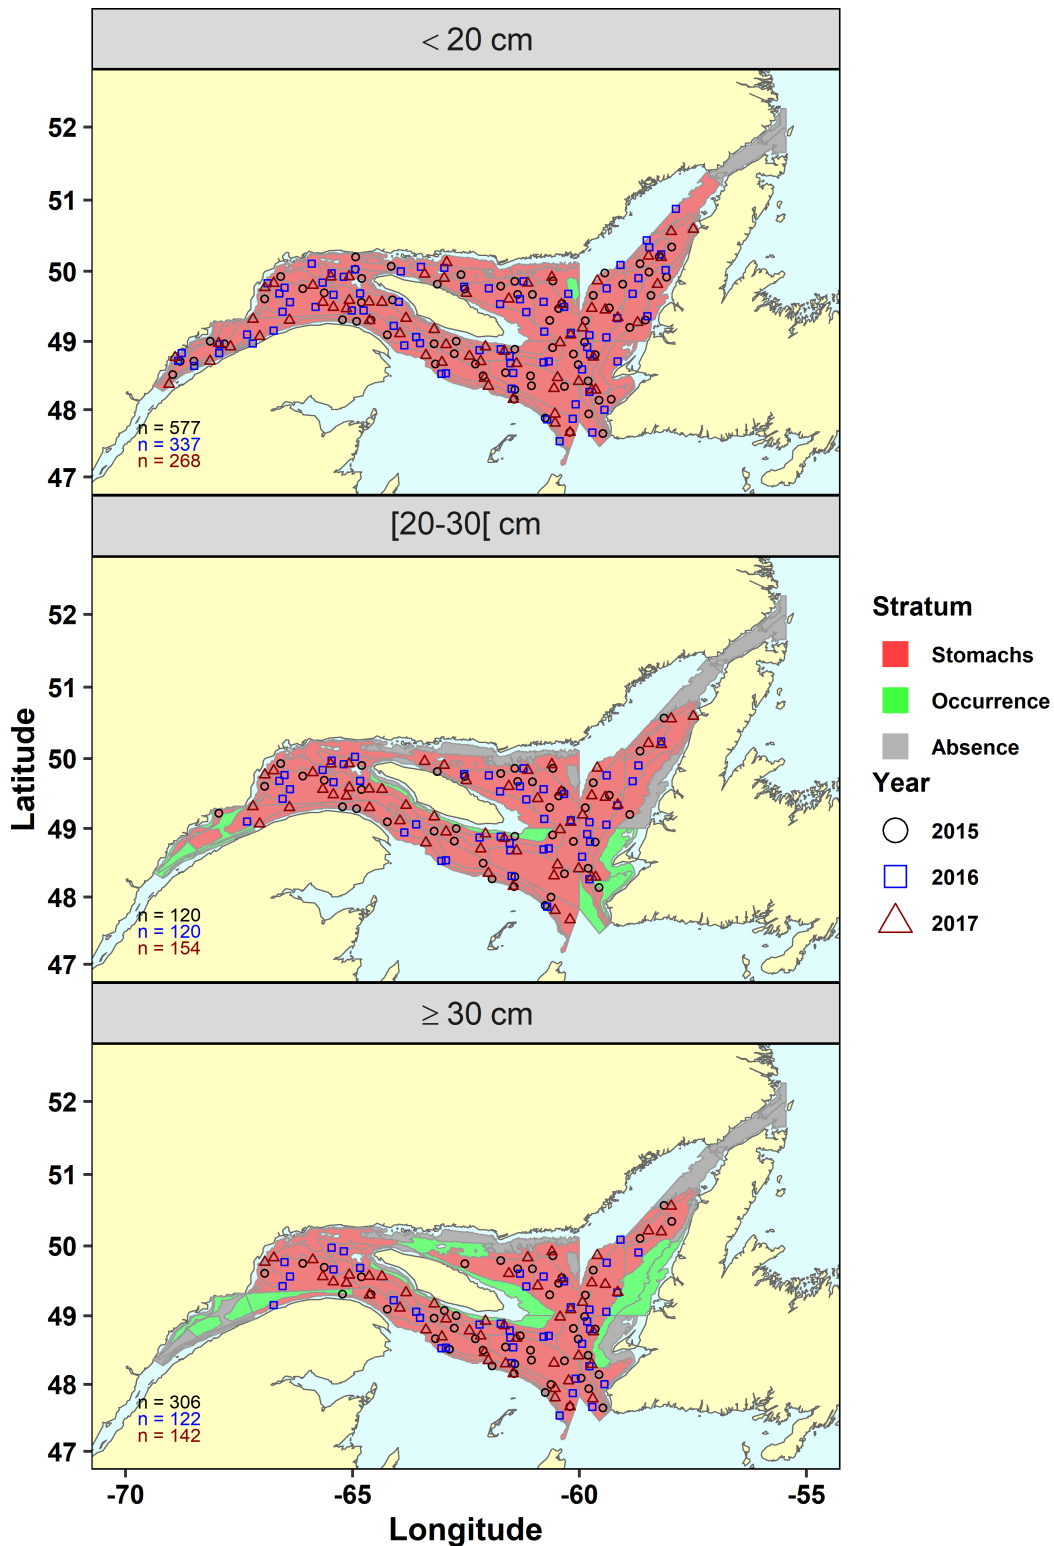 < 20 cm
52
51
50
49
48
47
n = 577
n = 337
n = 268
[20-30[ cm
52
51
50
49
48
47
n = 120
n = 120
n = 154
≥ 30 cm
52
51
50
49
48
47
n = 306
n = 122
n = 142
-70 -65 -60 -55
Longitude
Latitude
Stratum
Stomachs
Occurrence
Absence
Year
2015
2016
2017